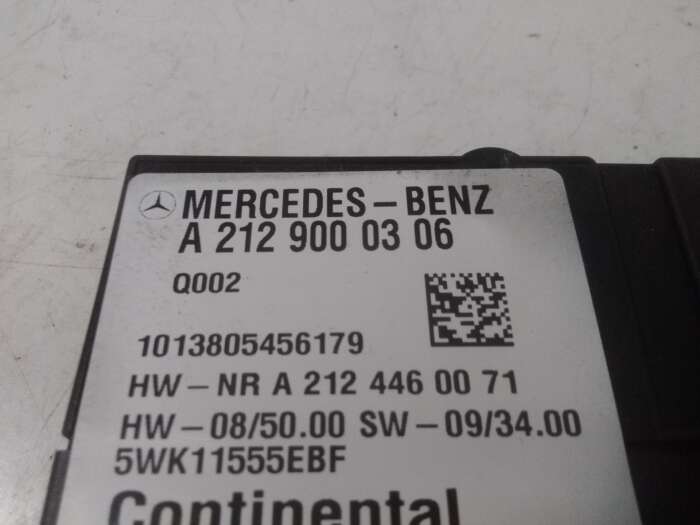 MERCEDES-BENZ
A 212 900 03 06
Q002
1013805456179
HW-NR A 212 446 00 71
HW-08/50.00 SW-09/34.00
5WK11555EBF
Continental